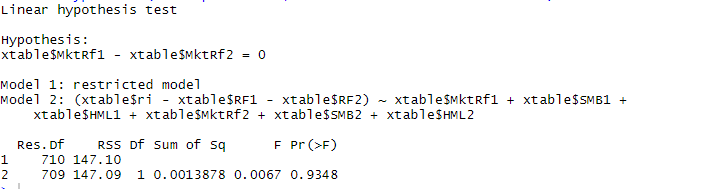 Linear hypothesis test
Hypothesis:
xtable$MktRf1 - xtable$MktRf2 = 0
Model 1: restricted model
Model 2: (xtable$ri - xtable$RF1 - xtable$RF2) ~ xtable$MktRf1 + xtable$SMB1 +
xtable$HML1 + xtable$MktRf2 + xtable$SMB2 + xtable$HML2
Res.Df RSS Df Sum of Sq F Pr(>F)
1 710 147.10
2 709 147.09 1 0.0013878 0.0067 0.9348